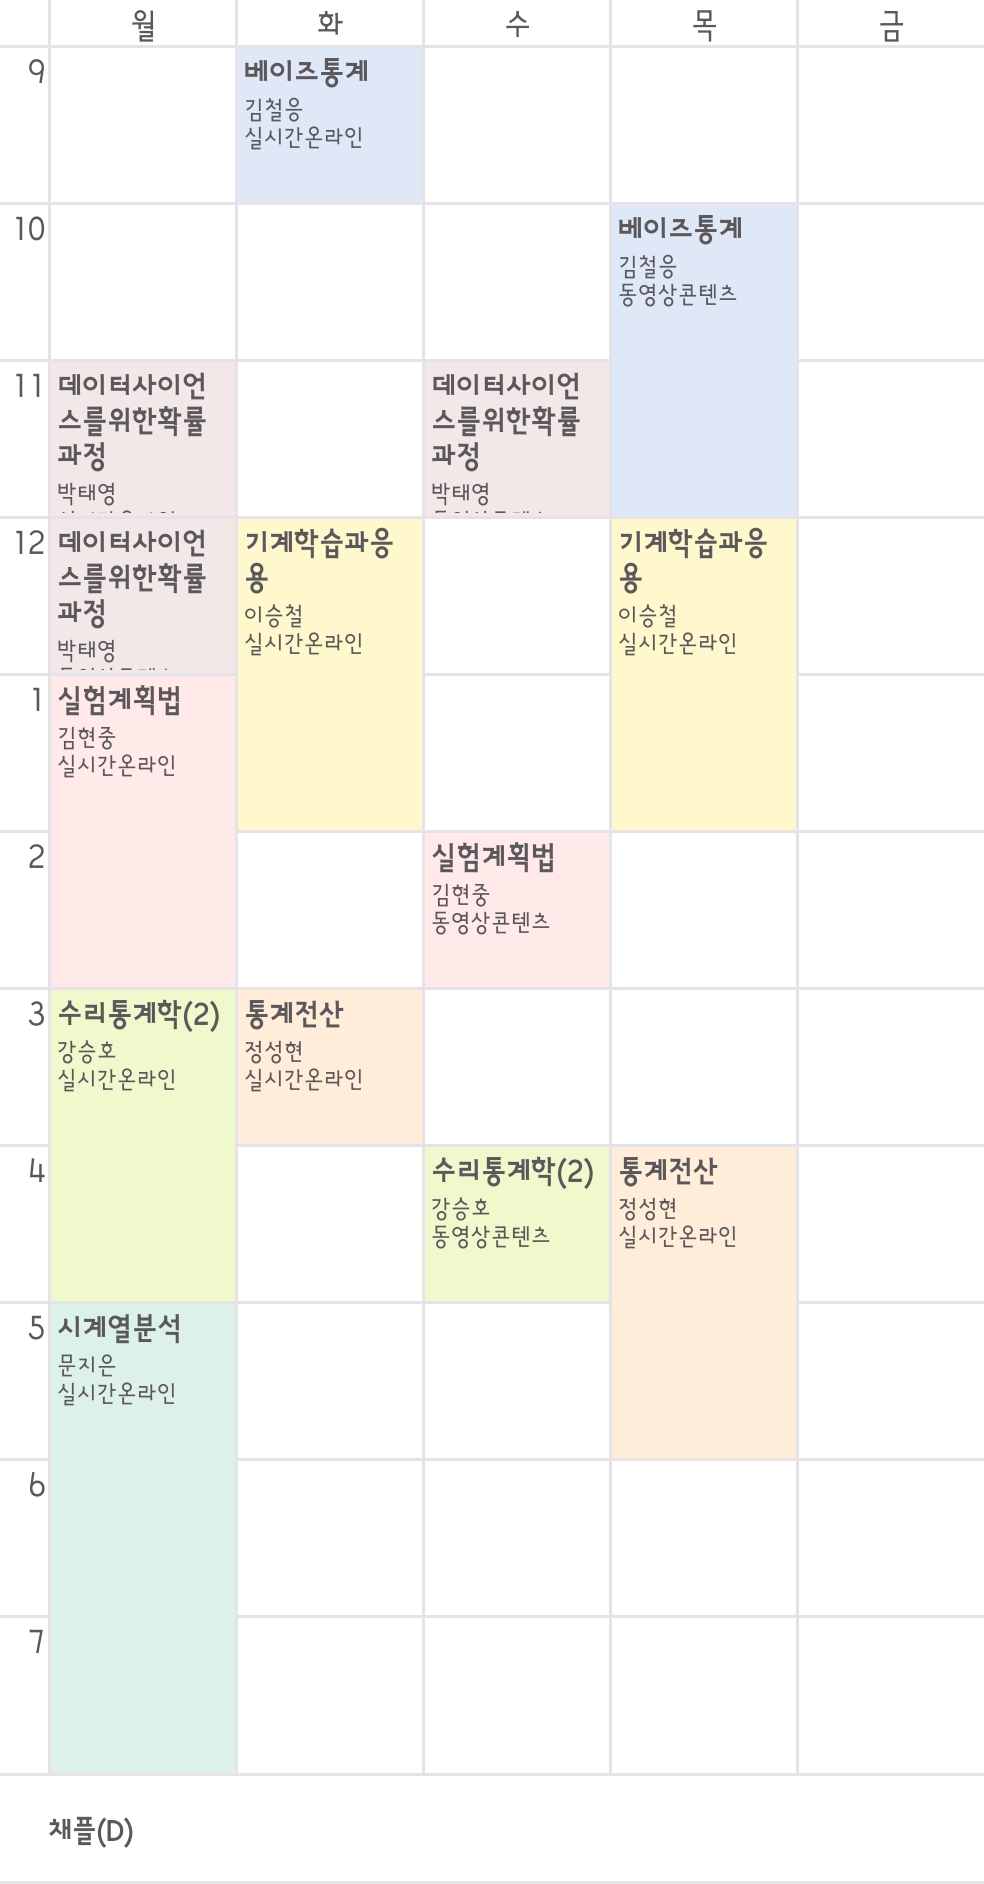 월 화 수 목 금
9
베이즈통계
김철응
실시간온라인
10
베이즈통계
김철응
동영상콘텐츠
11
데이터사이언
스를위한확률
과정
박태영
데이터사이언
스를위한확률
과정
박태영
12
데이터사이언
스를위한확률
과정
박태영
기계학습과응
용
이승철
실시간온라인
기계학습과응
용
이승철
실시간온라인
1
실험계획법
김현중
실시간온라인
2
실험계획법
김현중
동영상콘텐츠
3
수리통계학(2)
강승호
실시간온라인
통계전산
정성현
실시간온라인
4
수리통계학(2)
강승호
동영상콘텐츠
통계전산
정성현
실시간온라인
5
시계열분석
문지은
실시간온라인
6
7
채플(D)